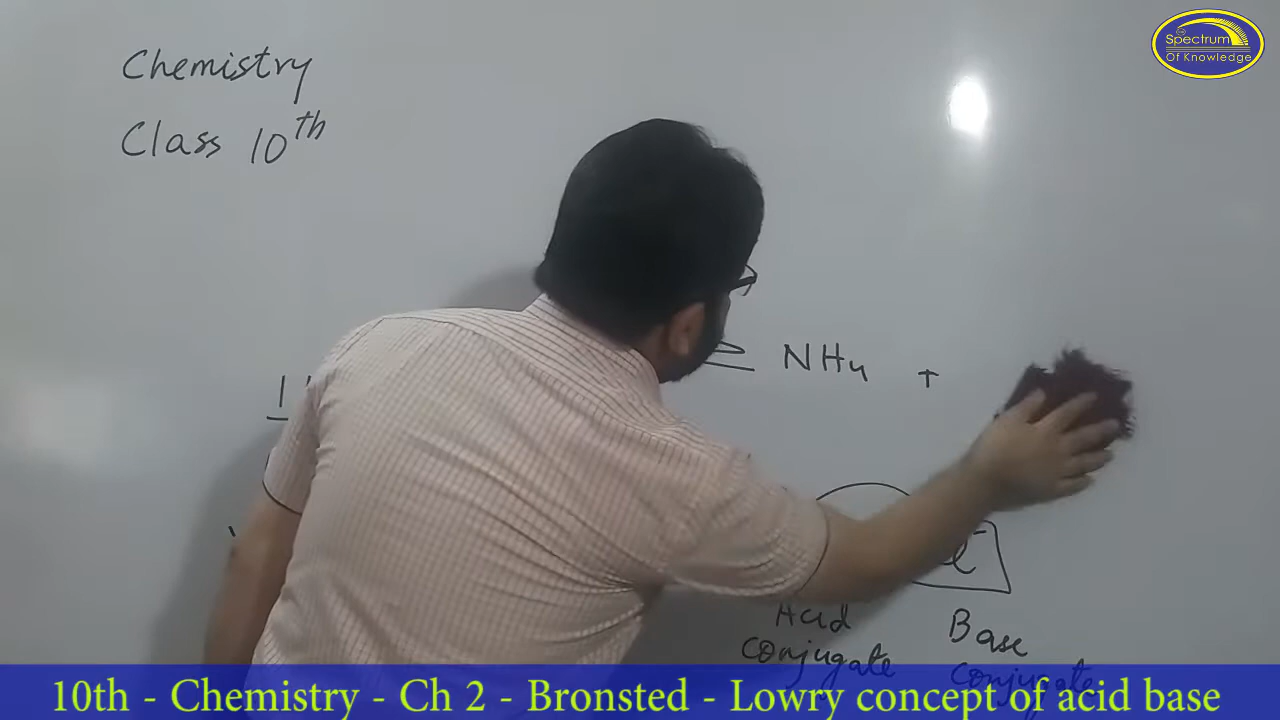 Spectrum
Of Knowledge
Chemistry
Class 10th
NH4 +
Acid
conjugate
Base
conjugate
10th - Chemistry - Ch 2 - Bronsted - Lowry concept of acid base